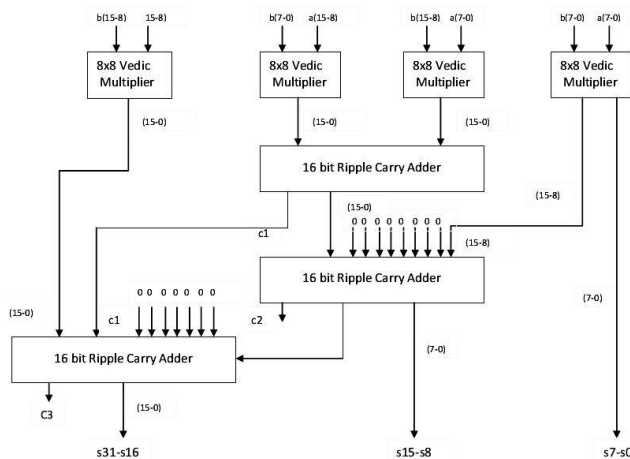 b(15-8) 15-8) b(7-0) a(15-8) b(15-8) a(7-0) b(7-0) a(7-0)
8x8 Vedic Multiplier
8x8 Vedic Multiplier
8x8 Vedic Multiplier
8x8 Vedic Multiplier
(15-0) (15-0) (15-0)
16 bit Ripple Carry Adder
(15-8)
(15-0)
0 0 0 0 0 0 0 0
c1 (15-8)
16 bit Ripple Carry Adder
0 0 0 0 0 0 0
(7-0)
(15-0) c1 c2
16 bit Ripple Carry Adder
(7-0)
C3 (15-0)
s31-s16 s15-s8 s7-s0